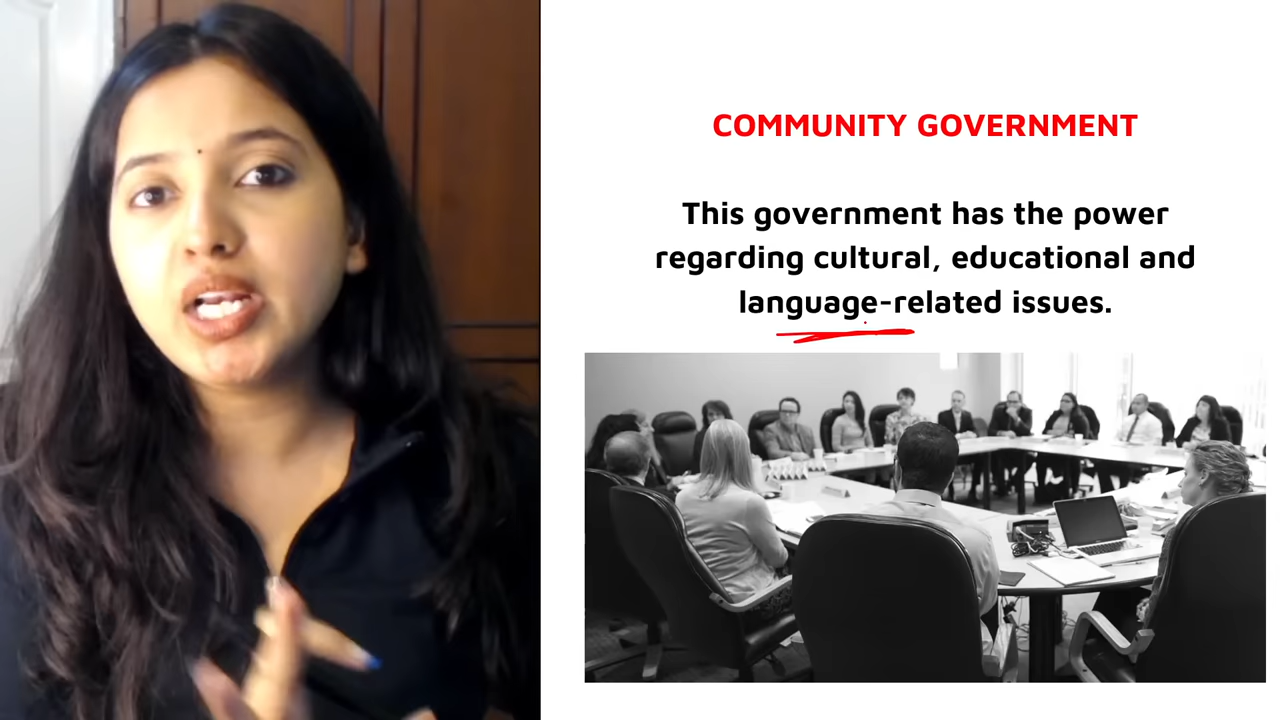 COMMUNITY GOVERNMENT
This government has the power
regarding cultural, educational and
language-related issues.